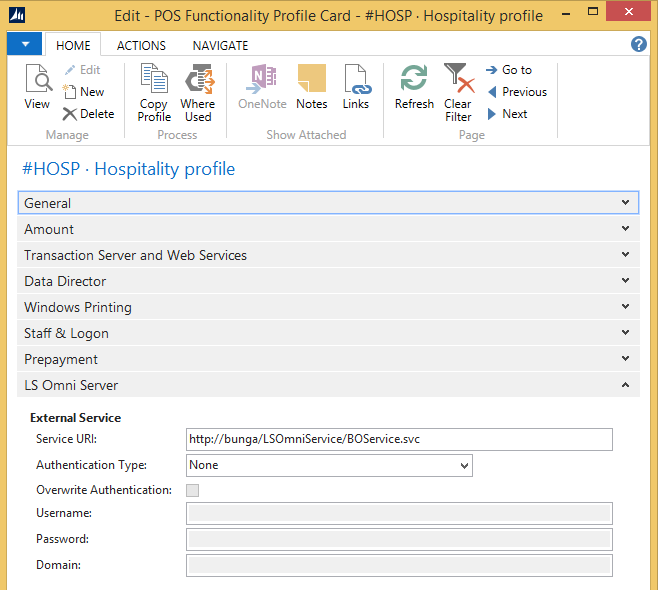 Edit - POS Functionality Profile Card - #HOSP · Hospitality profile
HOME ACTIONS NAVIGATE
View
Edit
New
Delete
Manage
Copy Profile
Where Used
Process
OneNote
Notes
Links
Show Attached
Refresh
Clear Filter
Go to
Previous
Next
Page
#HOSP · Hospitality profile
General
Amount
Transaction Server and Web Services
Data Director
Windows Printing
Staff & Logon
Prepayment
LS Omni Server
External Service
Service URI: http://bunga/LSOmniService/BOService.svc
Authentication Type: None
Overwrite Authentication:
Username:
Password:
Domain: